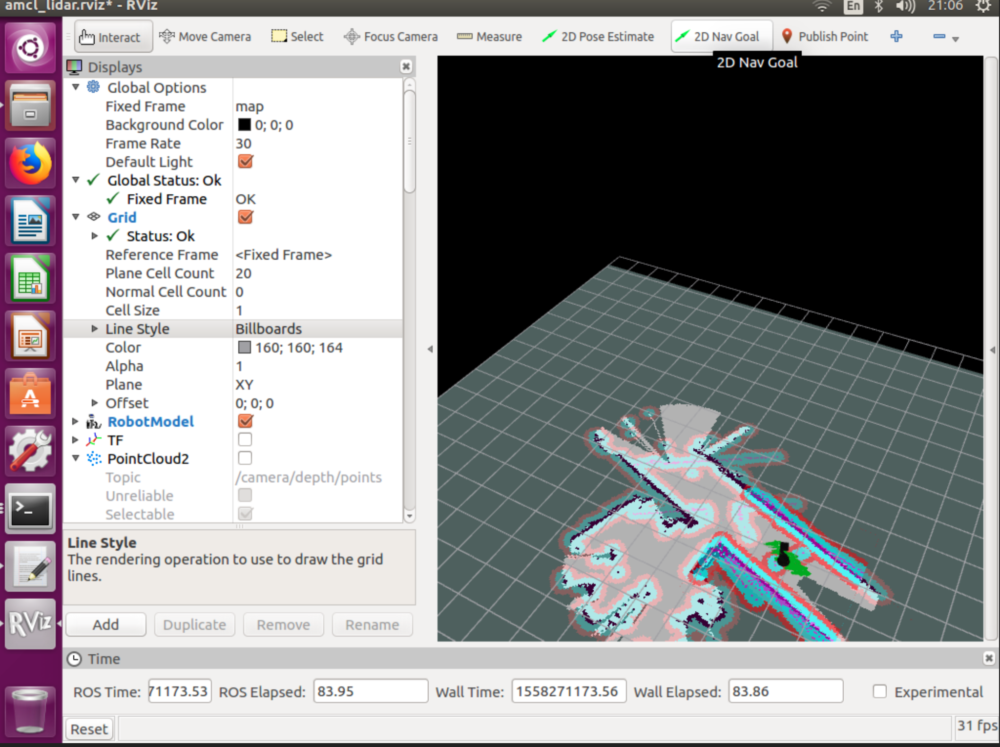 amcl_lidar.rviz* - RViz
En
21:06
Interact
Move Camera
Select
Focus Camera
Measure
2D Pose Estimate
2D Nav Goal
Publish Point
2D Nav Goal
Displays
Global Options
Fixed Frame map
Background Color 0; 0; 0
Frame Rate 30
Default Light
Global Status: Ok
Fixed Frame OK
Grid
Status: Ok
Reference Frame <Fixed Frame>
Plane Cell Count 20
Normal Cell Count 0
Cell Size 1
Line Style Billboards
Color 160; 160; 164
Alpha 1
Plane XY
Offset 0; 0; 0
RobotModel
TF
PointCloud2
Topic /camera/depth/points
Unreliable
Selectable
Line Style
The rendering operation to use to draw the grid
lines.
Add
Duplicate
Remove
Rename
RViz
Time
ROS Time: 71173.53 ROS Elapsed: 83.95 Wall Time: 1558271173.56 Wall Elapsed: 83.86 Experimental
Reset
31 fps